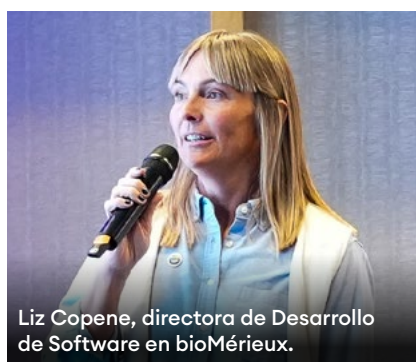 Liz Copene, directora de Desarrollo
de Software en bioMérieux.